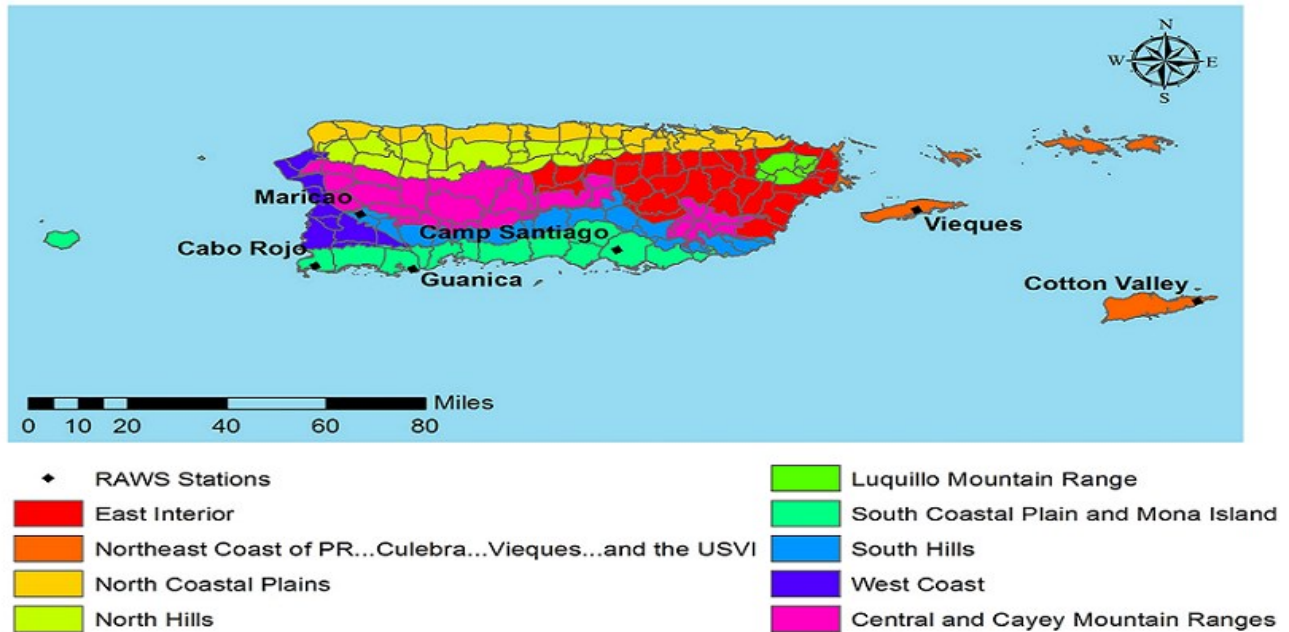 N
W E
S
Maricao
Camp Santiago
Cabo Rojo
Vieques
Guanica
Cotton Valley
Miles
0 10 20 40 60 80
RAWS Stations
East Interior
Northeast Coast of PR...Culebra...Vieques...and the USVI
North Coastal Plains
North Hills
Luquillo Mountain Range
South Coastal Plain and Mona Island
South Hills
West Coast
Central and Cayey Mountain Ranges